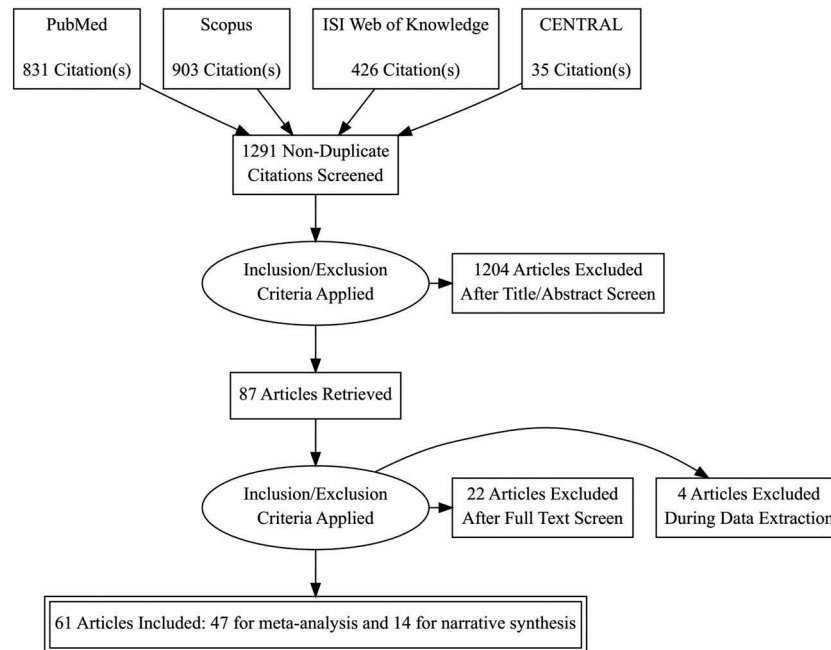 PubMed
831 Citation(s)
Scopus
903 Citation(s)
ISI Web of Knowledge
426 Citation(s)
CENTRAL
35 Citation(s)
1291 Non-Duplicate
Citations Screened
Inclusion/Exclusion
Criteria Applied
1204 Articles Excluded
After Title/Abstract Screen
87 Articles Retrieved
Inclusion/Exclusion
Criteria Applied
22 Articles Excluded
After Full Text Screen
4 Articles Excluded
During Data Extraction
61 Articles Included: 47 for meta-analysis and 14 for narrative synthesis